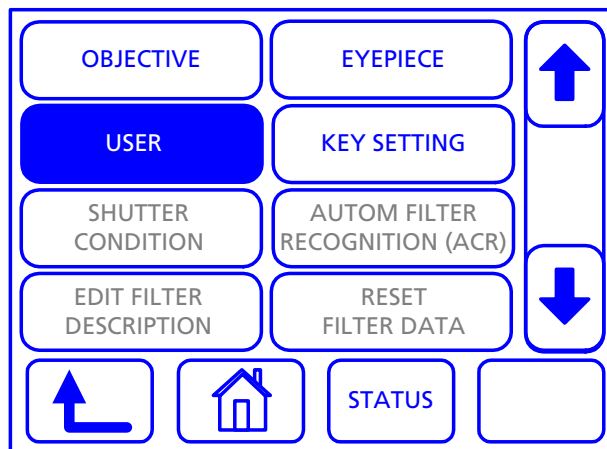 OBJECTIVE
EYEPIECE
USER
KEY SETTING
SHUTTER
CONDITION
AUTOM FILTER
RECOGNITION (ACR)
EDIT FILTER
DESCRIPTION
RESET
FILTER DATA
STATUS